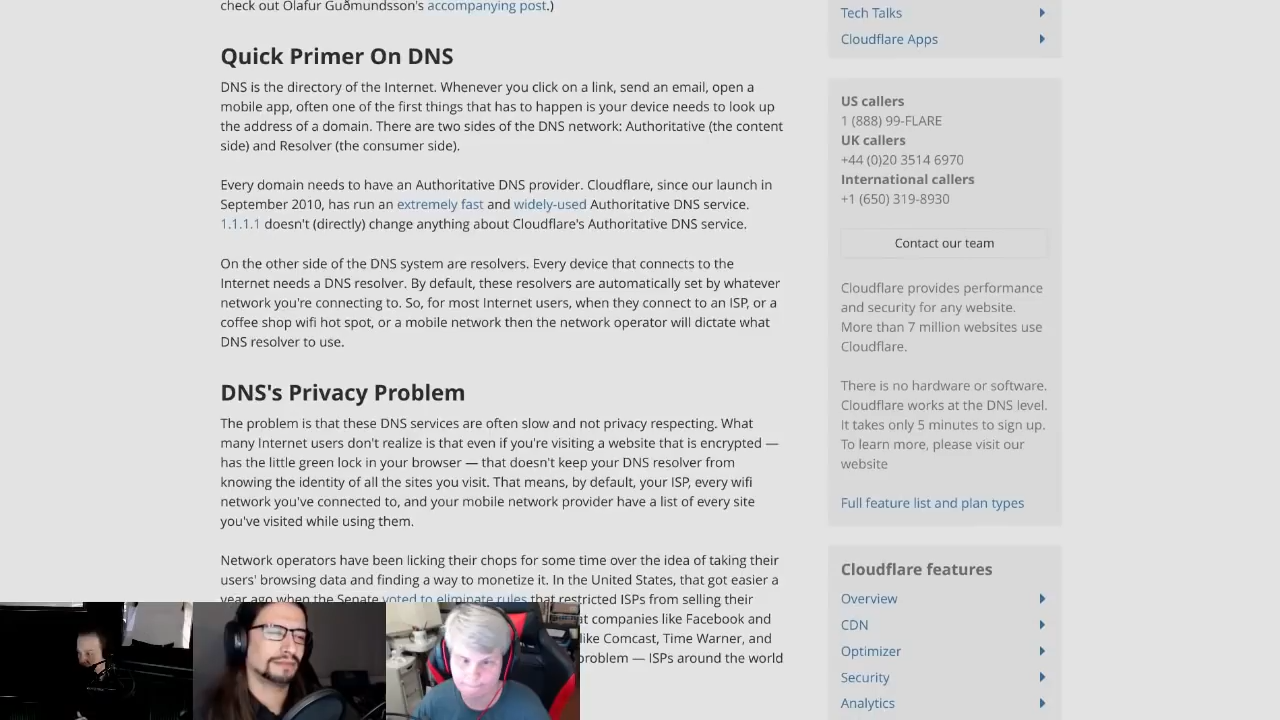 check out Olafur Guðmundsson's accompanying post.)
Quick Primer On DNS
DNS is the directory of the Internet. Whenever you click on a link, send an email, open a
mobile app, often one of the first things that has to happen is your device needs to look up
the address of a domain. There are two sides of the DNS network: Authoritative (the content
side) and Resolver (the consumer side).
Every domain needs to have an Authoritative DNS provider. Cloudflare, since our launch in
September 2010, has run an extremely fast and widely-used Authoritative DNS service.
1.1.1.1 doesn't (directly) change anything about Cloudflare's Authoritative DNS service.
On the other side of the DNS system are resolvers. Every device that connects to the
Internet needs a DNS resolver. By default, these resolvers are automatically set by whatever
network you're connecting to. So, for most Internet users, when they connect to an ISP, or a
coffee shop wifi hot spot, or a mobile network then the network operator will dictate what
DNS resolver to use.
DNS's Privacy Problem
The problem is that these DNS services are often slow and not privacy respecting. What
many Internet users don't realize is that even if you're visiting a website that is encrypted —
has the little green lock in your browser — that doesn't keep your DNS resolver from
knowing the identity of all the sites you visit. That means, by default, your ISP, every wifi
network you've connected to, and your mobile network provider have a list of every site
you've visited while using them.
Network operators have been licking their chops for some time over the idea of taking their
users' browsing data and finding a way to monetize it. In the United States, that got easier a
year ago when the Senate voted to eliminate rules that restricted ISPs from selling their
at companies like Facebook and
like Comcast, Time Warner, and
problem — ISPs around the world
Tech Talks
Cloudflare Apps
US callers
1 (888) 99-FLARE
UK callers
+44 (0)20 3514 6970
International callers
+1 (650) 319-8930
Contact our team
Cloudflare provides performance
and security for any website.
More than 7 million websites use
Cloudflare.
There is no hardware or software.
Cloudflare works at the DNS level.
It takes only 5 minutes to sign up.
To learn more, please visit our
website
Full feature list and plan types
Cloudflare features
Overview
CDN
Optimizer
Security
Analytics